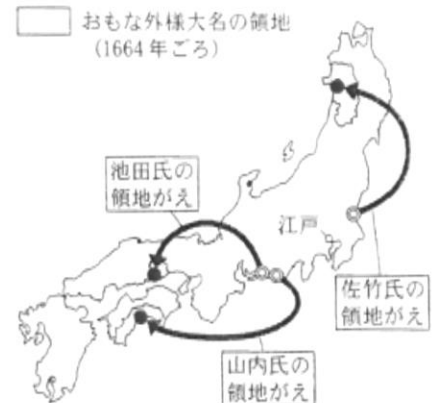 おもな外様大名の領地
(1664年ごろ)
池田氏の
領地がえ
江戸
佐竹氏の
領地がえ
山内氏の
領地がえ